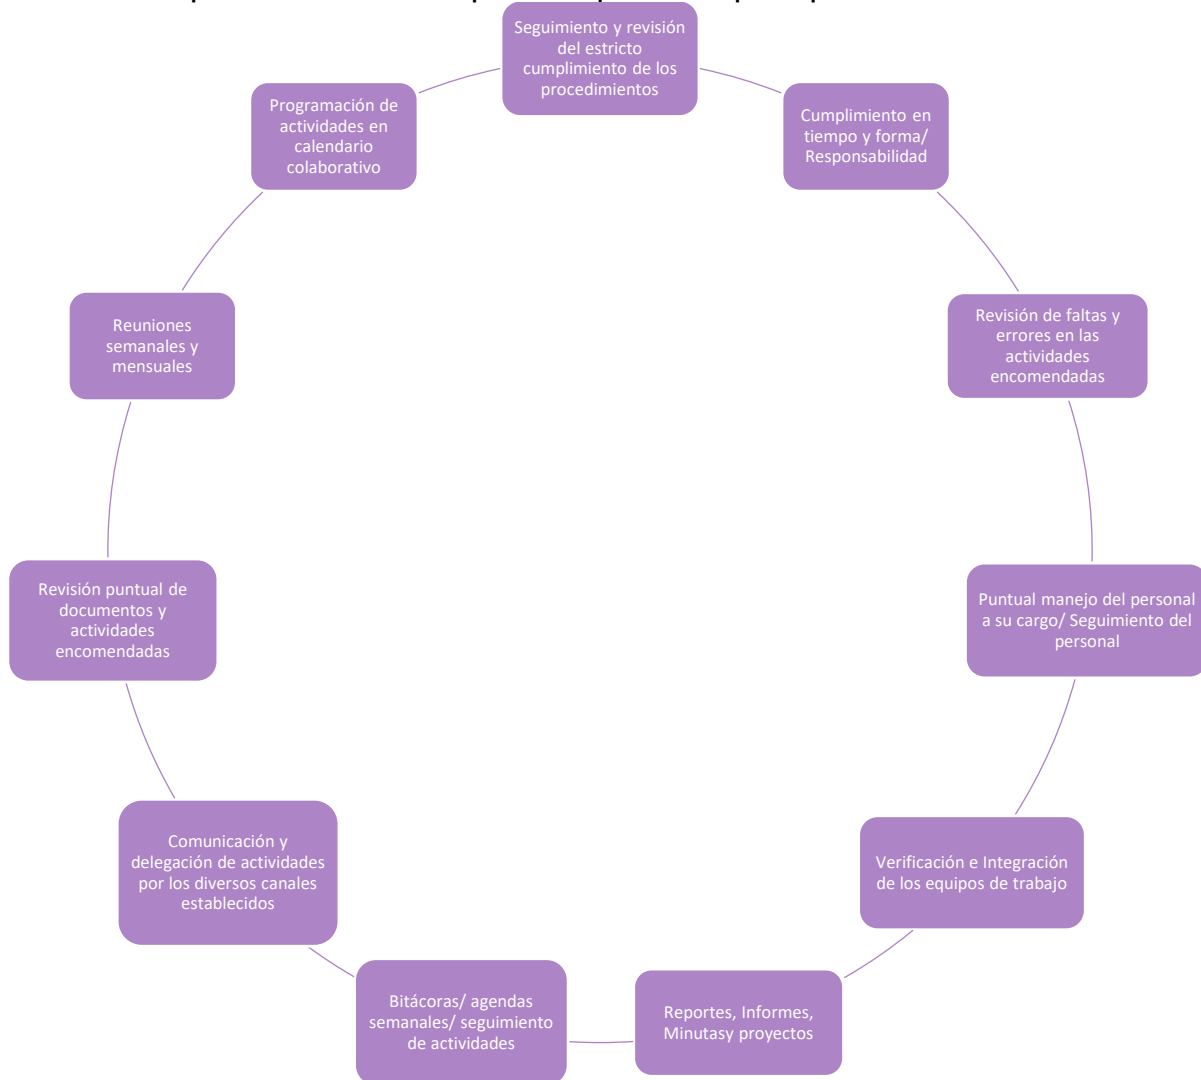 Seguimiento y revisión
del estricto
cumplimiento de los
procedimientos
Cumplimiento en
tiempo y forma/
Responsabilidad
Revisión de faltas y
errores en las
actividades
encomendadas
Puntual manejo del personal
a su cargo/ Seguimiento del
personal
Verificación e Integración
de los equipos de trabajo
Reportes, Informes,
Minutasy proyectos
Bitácoras/ agendas
semanales/ seguimiento
de actividades
Comunicación y
delegación de actividades
por los diversos canales
establecidos
Revisión puntual de
documentos y
actividades
encomendadas
Reuniones
semanales y
mensuales
Programación de
actividades en
calendario
colaborativo